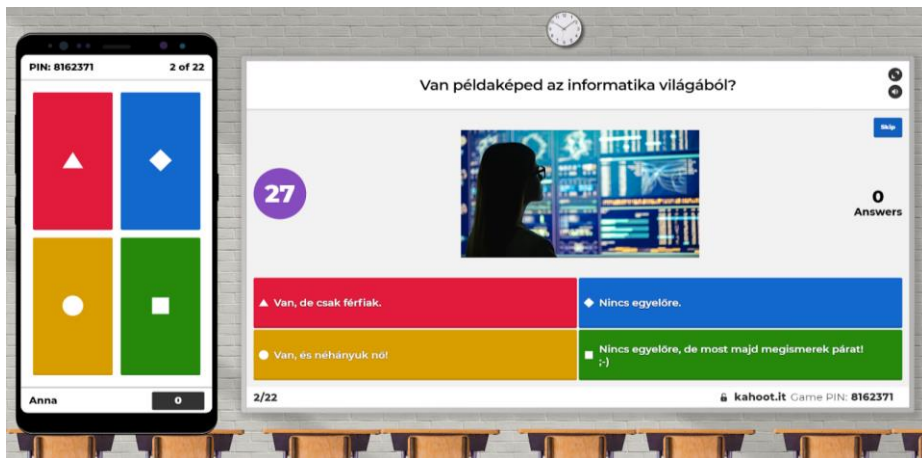 PIN: 8162371
2 of 22
Anna
0
Van példaképed az informatika világából?
Skip
27
0
Answers
Van, de csak férfiak.
Nincs egyelőre.
Van, és néhányuk nő!
Nincs egyelőre, de most majd megismerek párat!
;-)
2/22
kahoot.it Game PIN: 8162371